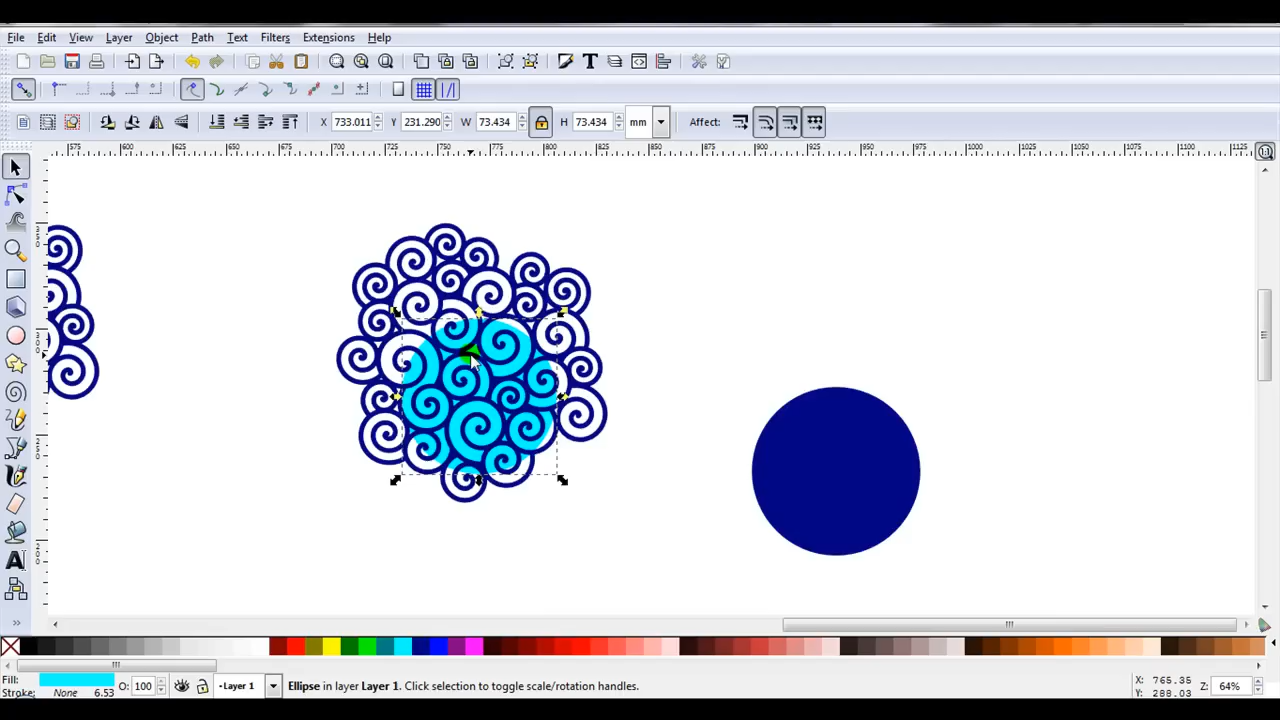 File Edit View Layer Object Path Text Filters Extensions Help
X 733.011 Y 231.290 W 73.434 H 73.434 mm Affect:
575 600 625 650 675 700 725 750 775 800 825 850 875 900 925 950 975 1000 1025 1050 1075 1100 1125
Fill:
Stroke: None 6.53 O: 100 Layer 1 Ellipse in layer Layer 1. Click selection to toggle scale/rotation handles. X: 765.35 Y: 288.03 Z: 64%